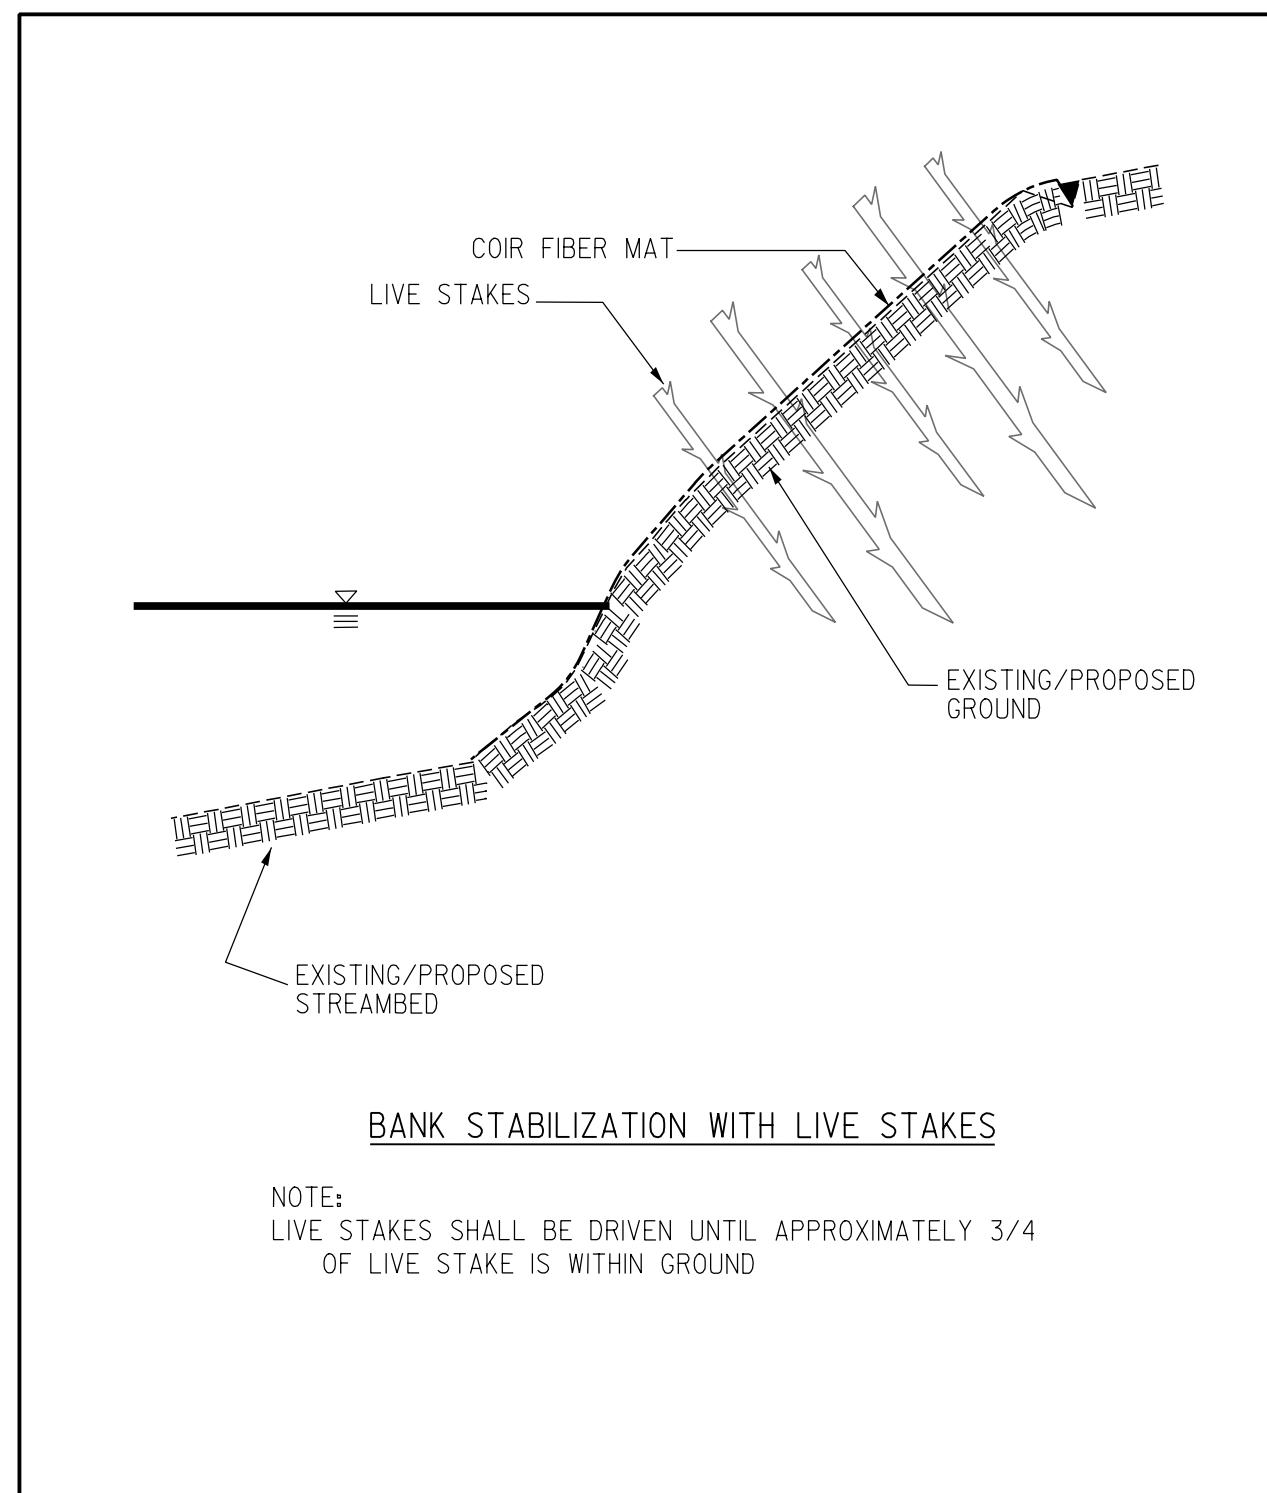 COIR FIBER MAT
LIVE STAKES
EXISTING/PROPOSED
GROUND
EXISTING/PROPOSED
STREAMBED
BANK STABILIZATION WITH LIVE STAKES
NOTE:
LIVE STAKES SHALL BE DRIVEN UNTIL APPROXIMATELY 3/4
OF LIVE STAKE IS WITHIN GROUND